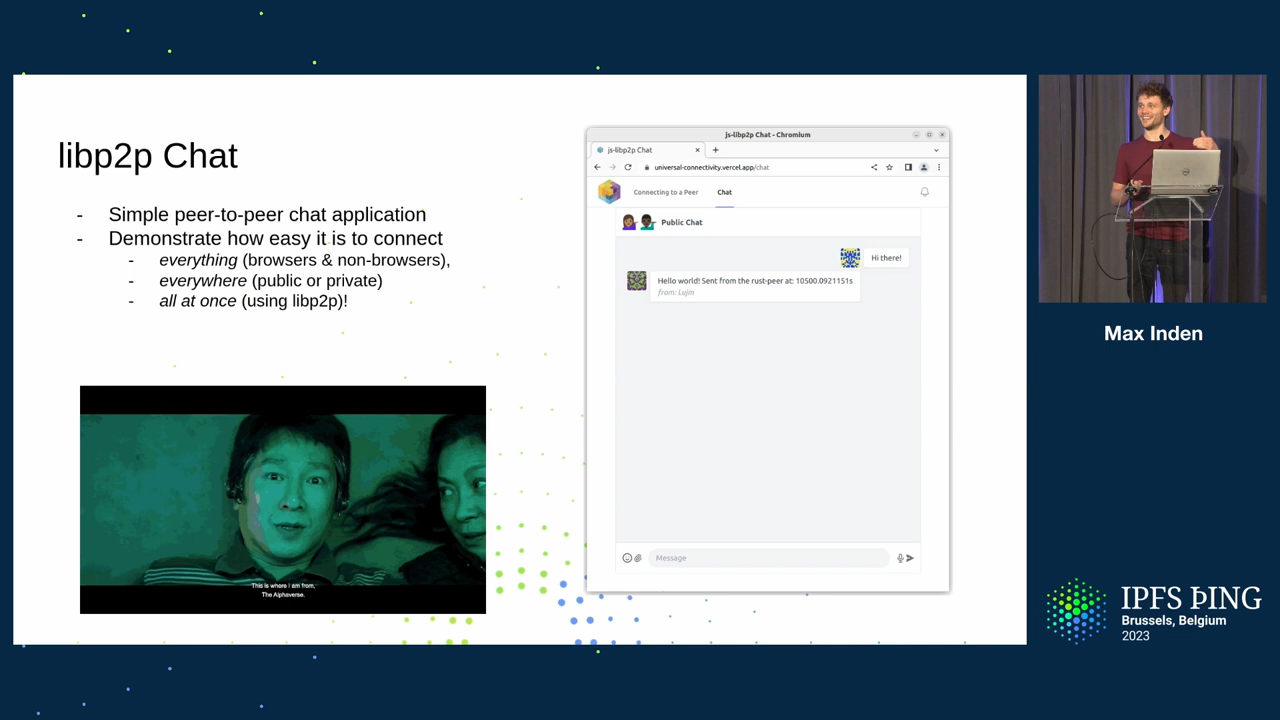 libp2p Chat
- Simple peer-to-peer chat application
- Demonstrate how easy it is to connect
- everything (browsers & non-browsers),
- everywhere (public or private)
- all at once (using libp2p)!
This is where I am from,
The Alphaverse.
js-libp2p Chat - Chromium
js-libp2p Chat
universal-connectivity.vercel.app/chat
Connecting to a Peer
Chat
Public Chat
Hi there!
Hello world! Sent from the rust-peer at: 10500.0921151s
from: Lujm
Message
Max Inden
IPFS ÞING
Brussels, Belgium
2023